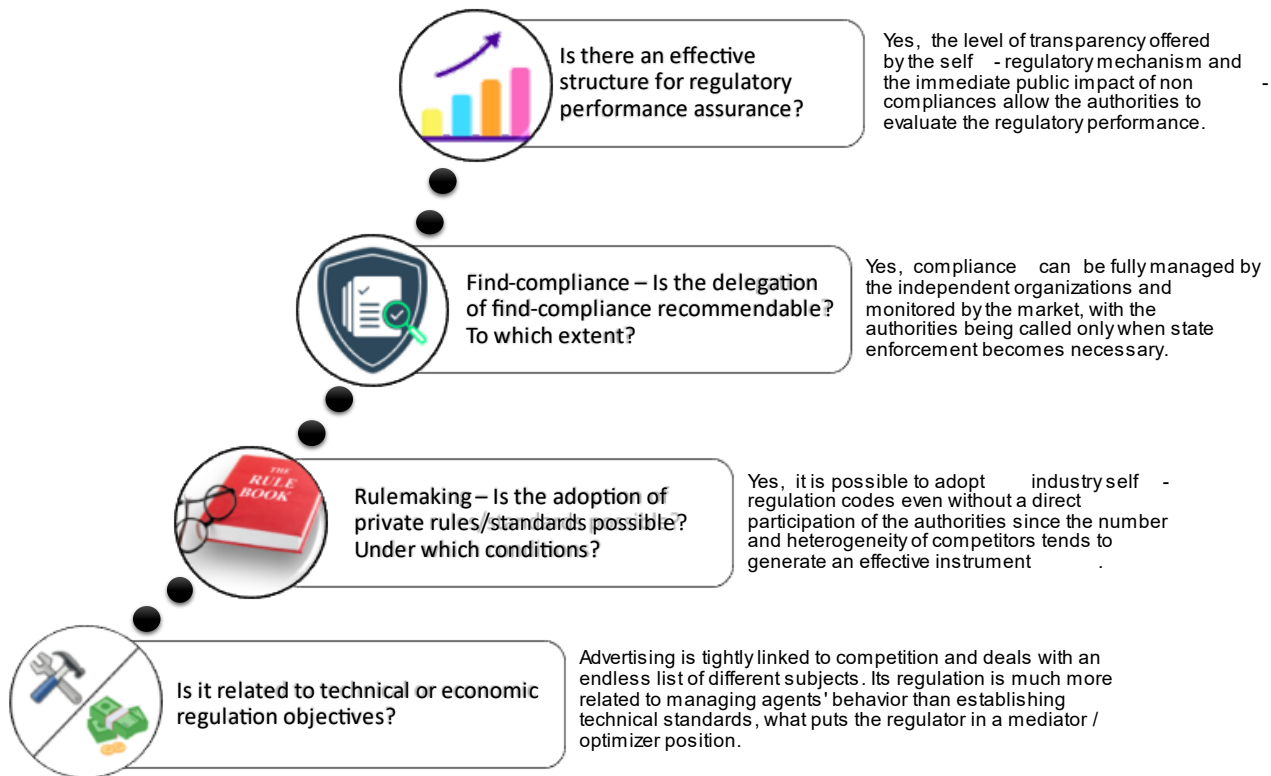 Is there an effective
structure for regulatory
performance assurance?
Yes, the level of transparency offered
by the self - regulatory mechanism and
the immediate public impact of non -
compliances allow the authorities to
evaluate the regulatory performance.
Find-compliance – Is the delegation
of find-compliance recommendable?
To which extent?
Yes, compliance can be fully managed by
the independent organizations and
monitored by the market, with the
authorities being called only when state
enforcement becomes necessary.
THE
RULE
BOOK
Rulemaking – Is the adoption of
private rules/standards possible?
Under which conditions?
Yes, it is possible to adopt industry self -
regulation codes even without a direct
participation of the authorities since the number
and heterogeneity of competitors tends to
generate an effective instrument .
Is it related to technical or economic
regulation objectives?
Advertising is tightly linked to competition and deals with an
endless list of different subjects. Its regulation is much more
related to managing agents' behavior than establishing
technical standards, what puts the regulator in a mediator /
optimizer position.